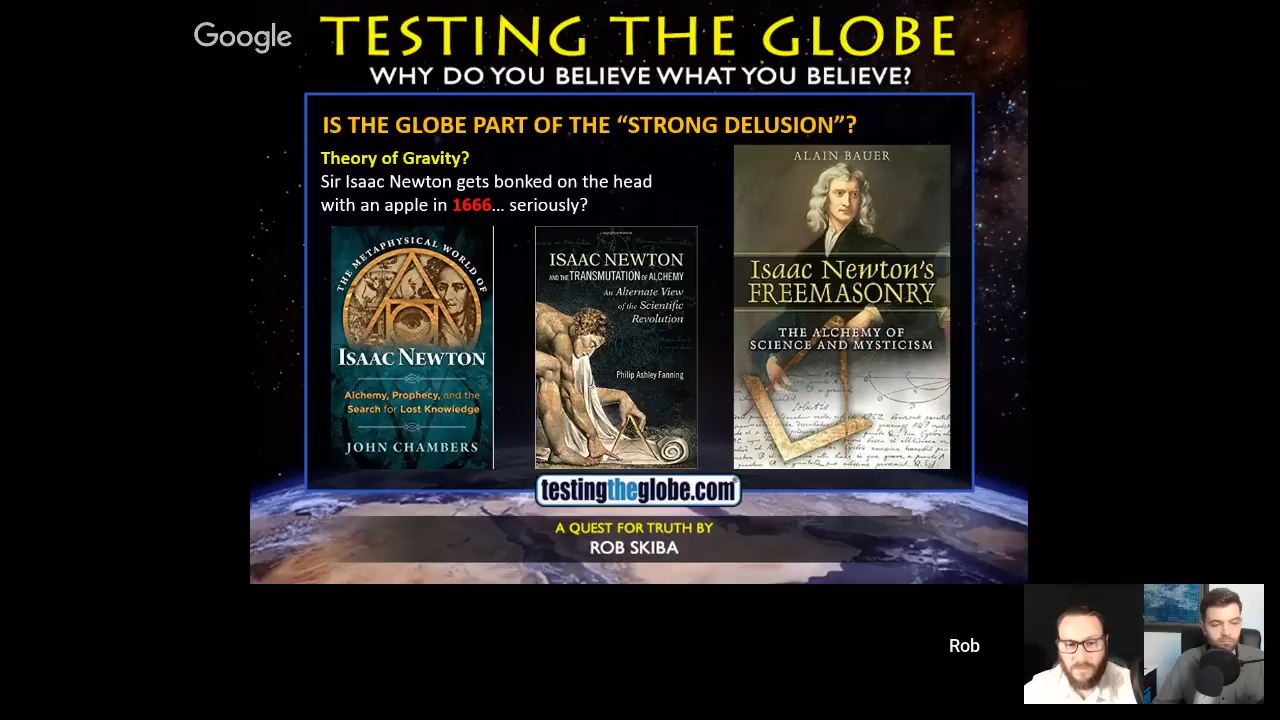 Google
TESTING THE GLOBE
WHY DO YOU BELIEVE WHAT YOU BELIEVE?
IS THE GLOBE PART OF THE “STRONG DELUSION”?
Theory of Gravity?
Sir Isaac Newton gets bonked on the head
with an apple in 1666... seriously?
THE METAPHYSICAL WORLD OF
ISAAC NEWTON
Alchemy, Prophecy, and the
Search for Lost Knowledge
JOHN CHAMBERS
ISAAC NEWTON
AND THE TRANSMUTATION OF ALCHEMY
An Alternate View
of the Scientific
Revolution
Philip Ashley Fanning
ALAIN BAUER
Isaac Newton's
FREEMASONRY
THE ALCHEMY OF
SCIENCE AND MYSTICISM
Solutio
testingtheglobe.com
A QUEST FOR TRUTH BY
ROB SKIBA
Rob